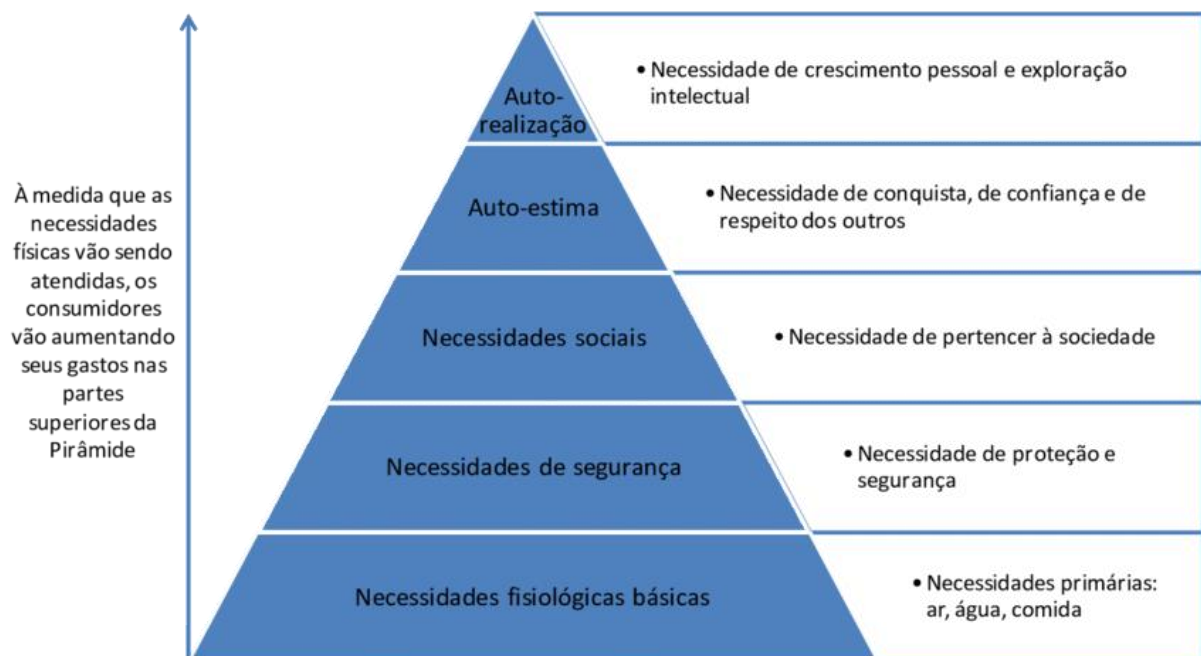 À medida que as
necessidades
físicas vão sendo
atendidas, os
consumidores
vão aumentando
seus gastos nas
partes
superiores da
Pirâmide
Auto-
realização
• Necessidade de crescimento pessoal e exploração
intelectual
Auto-estima
• Necessidade de conquista, de confiança e de
respeito dos outros
Necessidades sociais
• Necessidade de pertencer à sociedade
Necessidades de segurança
• Necessidade de proteção e
segurança
Necessidades fisiológicas básicas
• Necessidades primárias:
ar, água, comida